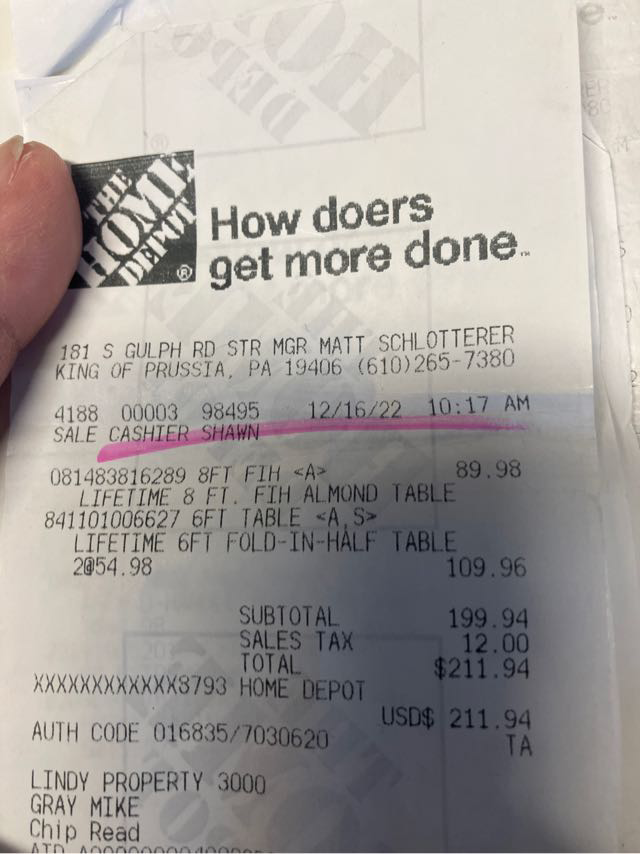 THE
HOME
DEPOT
How doers
get more done.™
181 S GULPH RD STR MGR MATT SCHLOTTERER
KING OF PRUSSIA, PA 19406 (610)265-7380
4188 00003 98495 12/16/22 10:17 AM
SALE CASHIER SHAWN
081483816289 8FT FIH <A> 89.98
LIFETIME 8 FT. FIH ALMOND TABLE
841101006627 6FT TABLE <A,S>
LIFETIME 6FT FOLD-IN-HALF TABLE
2@54.98 109.96
SUBTOTAL 199.94
SALES TAX 12.00
TOTAL $211.94
XXXXXXXXXXXX3793 HOME DEPOT
USD$ 211.94
AUTH CODE 016835/7030620 TA
LINDY PROPERTY 3000
GRAY MIKE
Chip Read